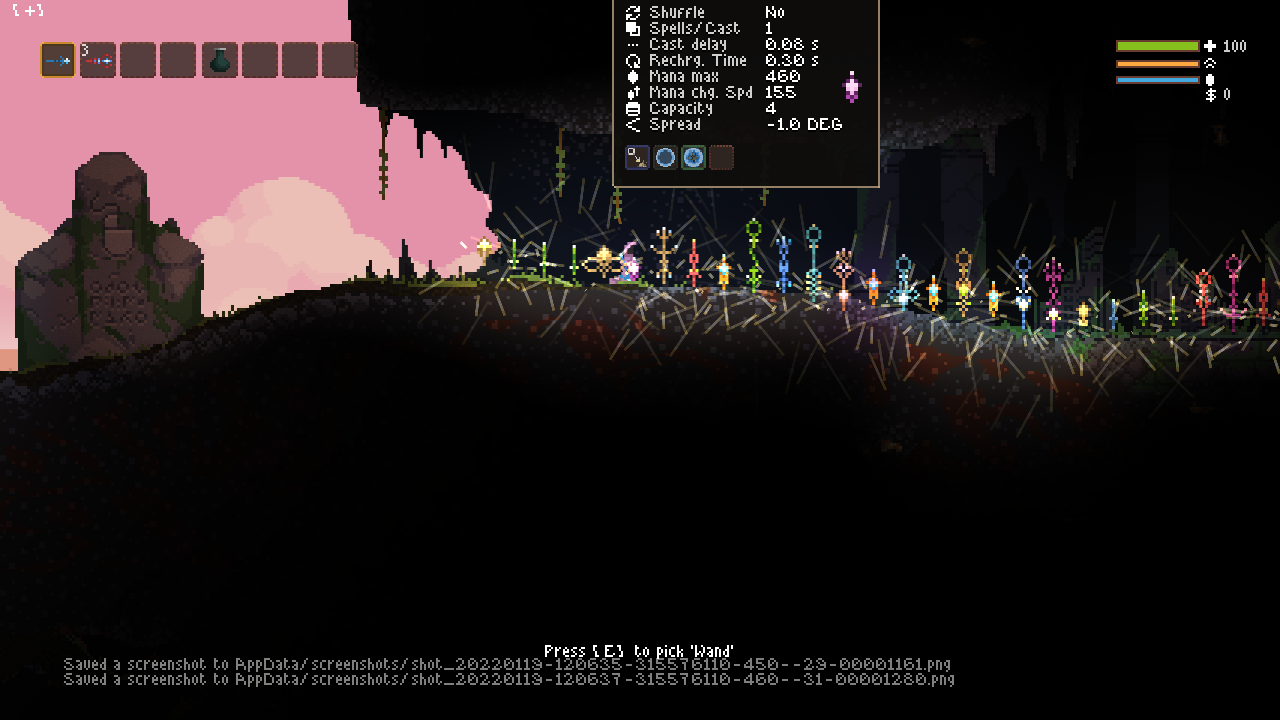 [+]
3
Shuffle No
Spells/Cast 1
Cast delay 0.08 s
Rechrg. Time 0.30 s
Mana max 460
Mana chg. Spd 155
Capacity 4
Spread -1.0 DEG
100
$ 0
Press [E] to pick 'Wand'
Saved a screenshot to AppData/screenshots/shot_20220119-120635-315576110-450--29-00001161.png
Saved a screenshot to AppData/screenshots/shot_20220119-120637-315576110-460--31-00001280.png